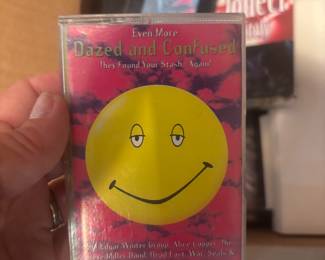 Even More
Dazed and Confused
They Found Your Stash... Again!
Edgar Winter Group, Alice Cooper, The
Miller Band, Head East, War, Seals &